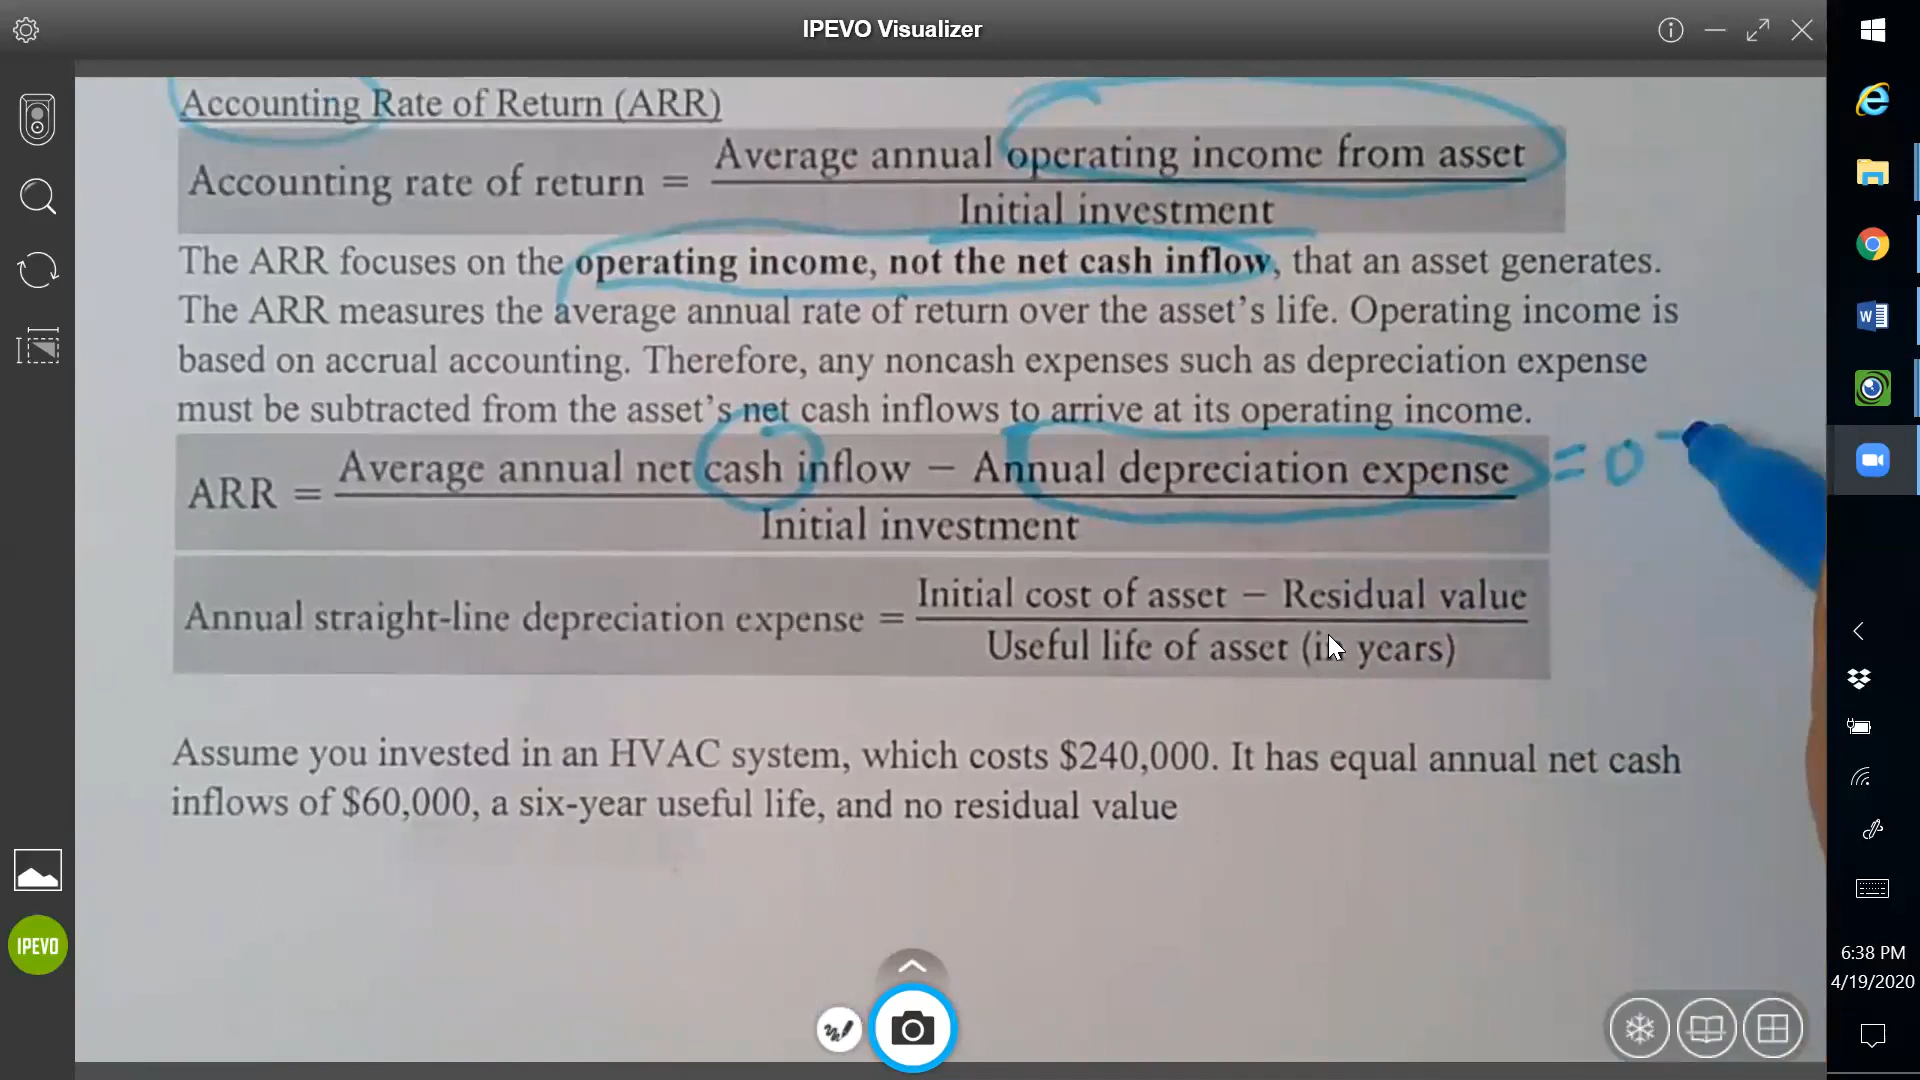 IPEVO Visualizer
Accounting Rate of Return (ARR)
Accounting rate of return = Average annual operating income from asset
Initial investment
The ARR focuses on the operating income, not the net cash inflow, that an asset generates.
The ARR measures the average annual rate of return over the asset's life. Operating income is
based on accrual accounting. Therefore, any noncash expenses such as depreciation expense
must be subtracted from the asset's net cash inflows to arrive at its operating income.
ARR = Average annual net cash inflow – Annual depreciation expense = 0
Initial investment
Annual straight-line depreciation expense = Initial cost of asset – Residual value
Useful life of asset (in years)
Assume you invested in an HVAC system, which costs $240,000. It has equal annual net cash
inflows of $60,000, a six-year useful life, and no residual value
IPEVO
W
6:38 PM
4/19/2020